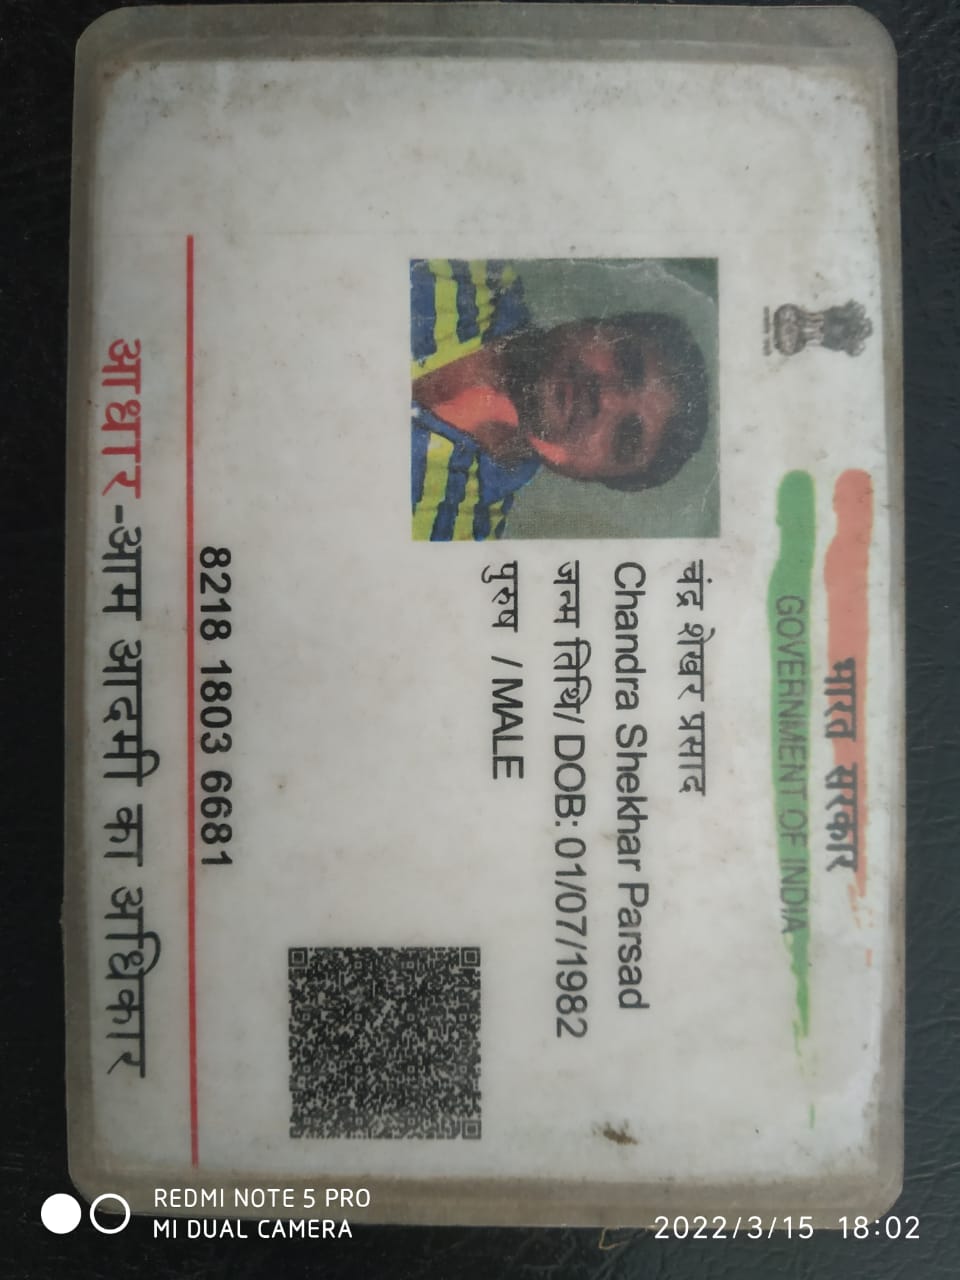 भारत सरकार
GOVERNMENT OF INDIA
चंद्र शेखर प्रसाद
Chandra Shekhar Parsad
जन्म तिथि/ DOB: 01/07/1982
पुरुष / MALE
8218 1803 6681
आधार -आम आदमी का अधिकार
REDMI NOTE 5 PRO
MI DUAL CAMERA
2022/3/15 18:02